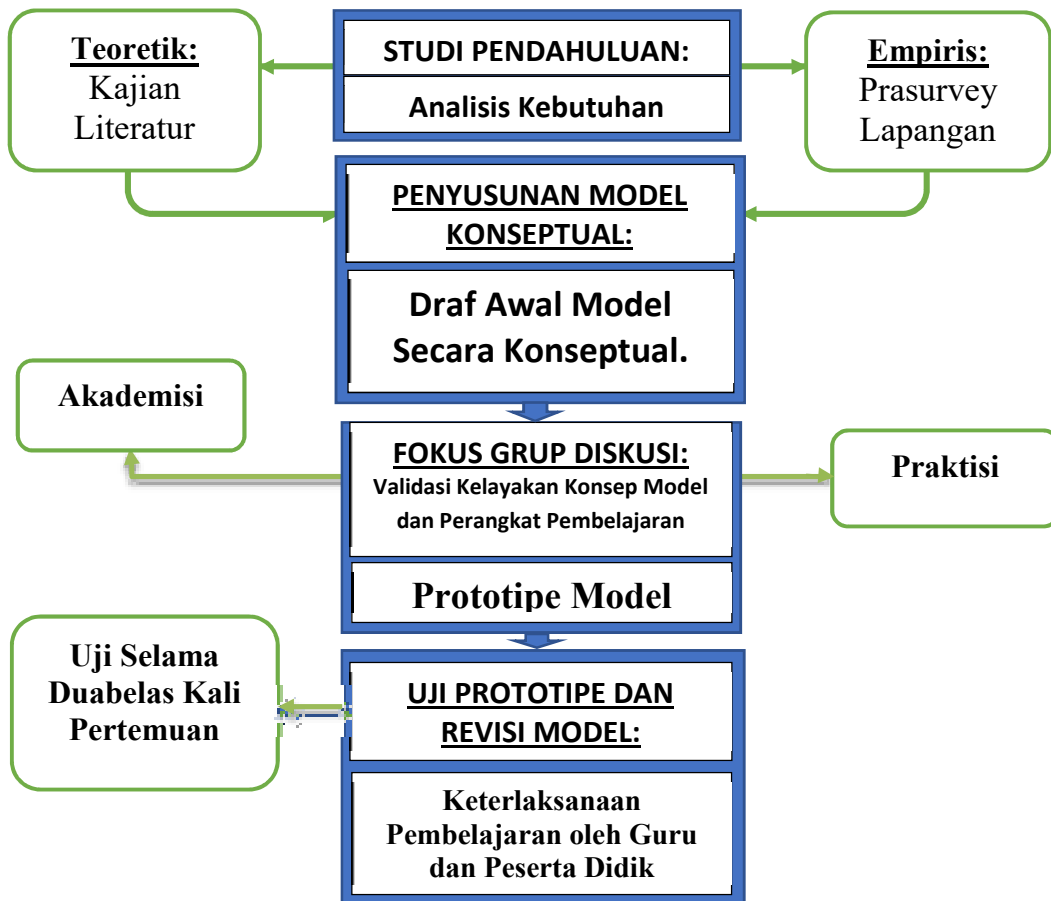 Teoretik:
Kajian
Literatur
STUDI PENDAHULUAN:
Analisis Kebutuhan
Empiris:
Prasurvey
Lapangan
PENYUSUNAN MODEL
KONSEPTUAL:
Draf Awal Model
Secara Konseptual.
Akademisi
FOKUS GRUP DISKUSI:
Validasi Kelayakan Konsep Model
dan Perangkat Pembelajaran
Praktisi
Prototipe Model
Uji Selama
Duabelas Kali
Pertemuan
UJI PROTOTIPE DAN
REVISI MODEL:
Keterlaksanaan
Pembelajaran oleh Guru
dan Peserta Didik